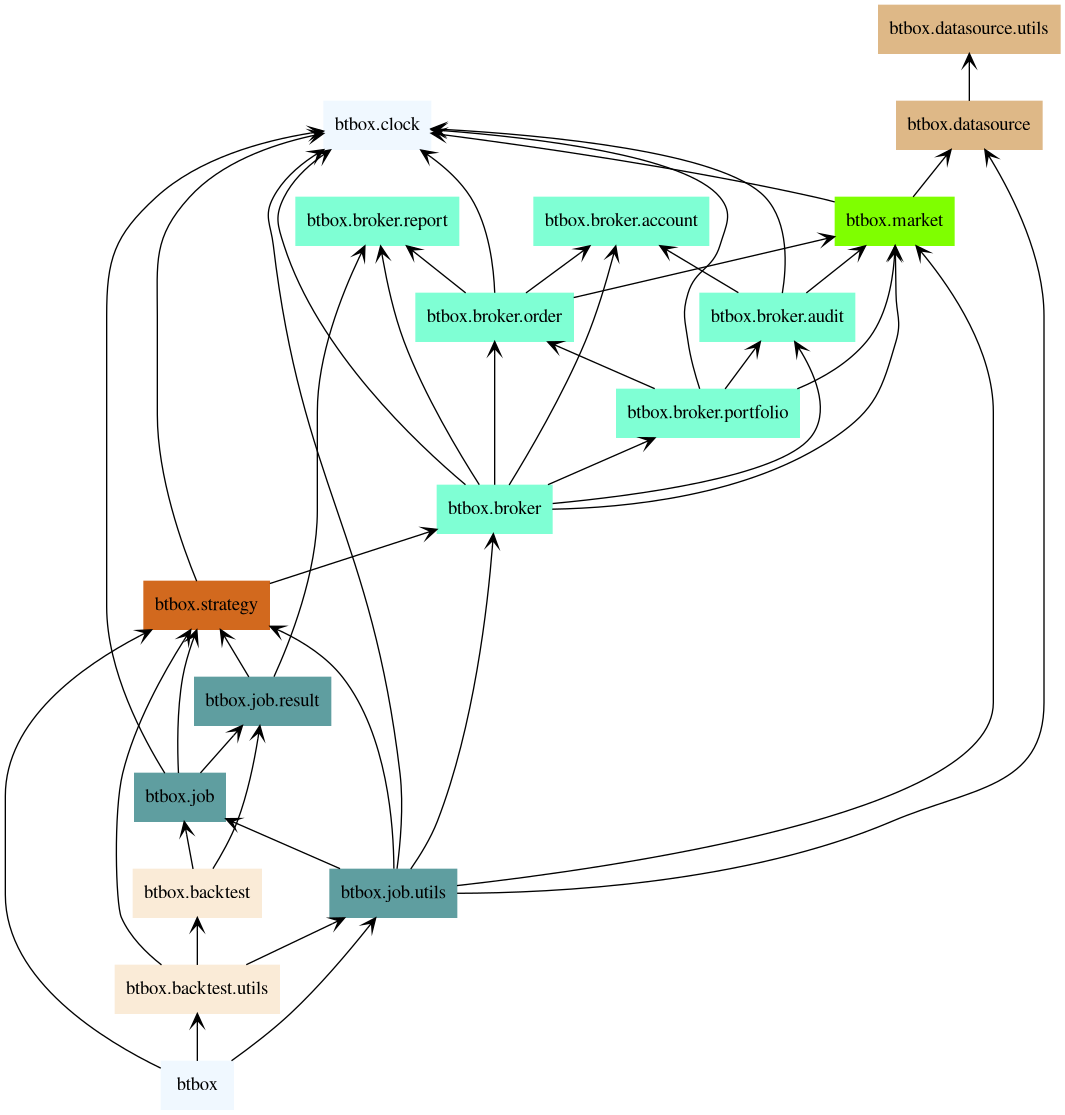 btbox.datasource.utils
btbox.clock
btbox.datasource
btbox.broker.report
btbox.broker.account
btbox.market
btbox.broker.order
btbox.broker.audit
btbox.broker.portfolio
btbox.broker
btbox.strategy
btbox.job.result
btbox.job
btbox.backtest
btbox.job.utils
btbox.backtest.utils
btbox